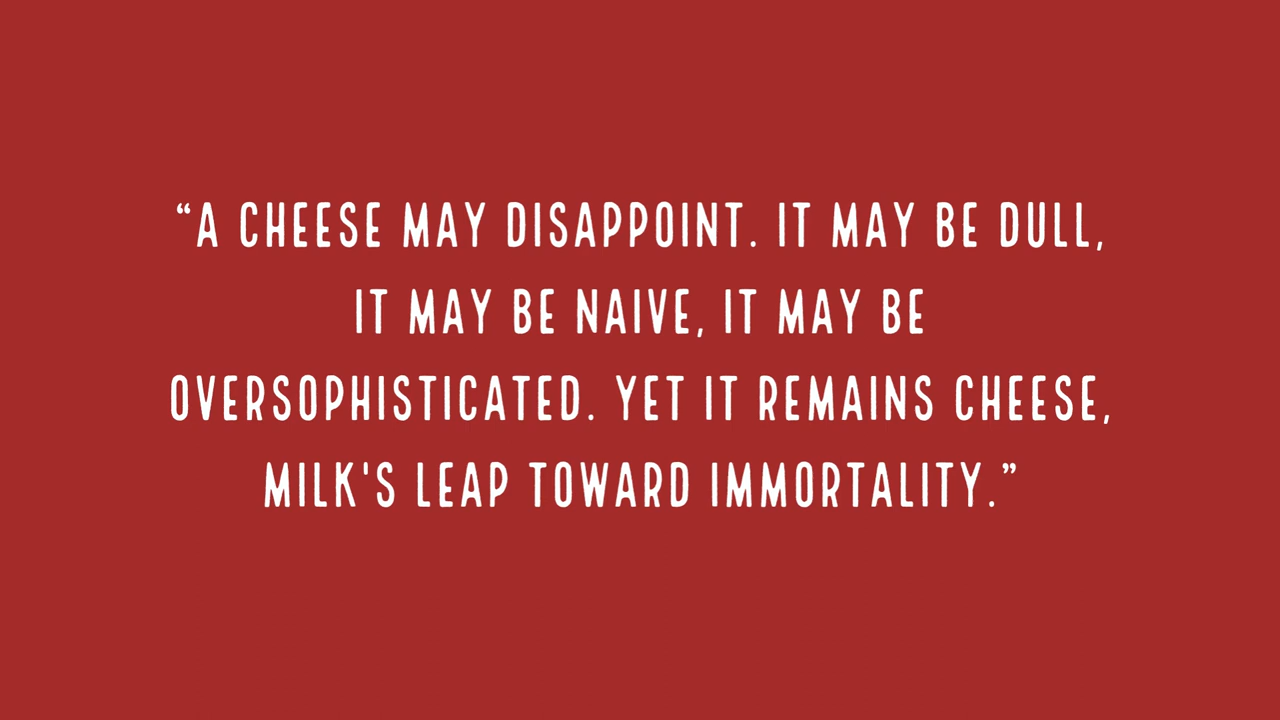 “A CHEESE MAY DISAPPOINT. IT MAY BE DULL,
IT MAY BE NAIVE, IT MAY BE
OVERSOPHISTICATED. YET IT REMAINS CHEESE,
MILK'S LEAP TOWARD IMMORTALITY.”